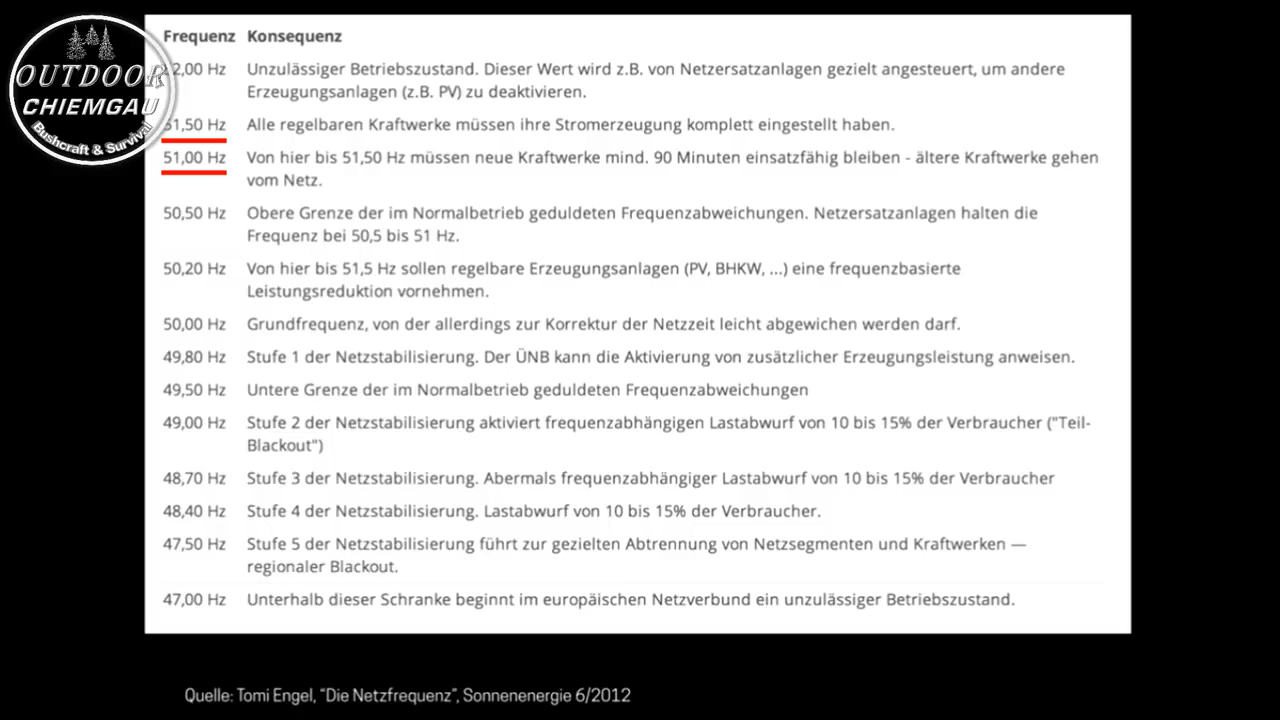 OUTDOOR
CHIEMGAU
Bushcraft & Survival
Frequenz Konsequenz
2,00 Hz Unzulässiger Betriebszustand. Dieser Wert wird z.B. von Netzersatzanlagen gezielt angesteuert, um andere
Erzeugungsanlagen (z.B. PV) zu deaktivieren.
51,50 Hz Alle regelbaren Kraftwerke müssen ihre Stromerzeugung komplett eingestellt haben.
51,00 Hz Von hier bis 51,50 Hz müssen neue Kraftwerke mind. 90 Minuten einsatzfähig bleiben - ältere Kraftwerke gehen
vom Netz.
50,50 Hz Obere Grenze der im Normalbetrieb geduldeten Frequenzabweichungen. Netzersatzanlagen halten die
Frequenz bei 50,5 bis 51 Hz.
50,20 Hz Von hier bis 51,5 Hz sollen regelbare Erzeugungsanlagen (PV, BHKW, ...) eine frequenzbasierte
Leistungsreduktion vornehmen.
50,00 Hz Grundfrequenz, von der allerdings zur Korrektur der Netzzeit leicht abgewichen werden darf.
49,80 Hz Stufe 1 der Netzstabilisierung. Der ÜNB kann die Aktivierung von zusätzlicher Erzeugungsleistung anweisen.
49,50 Hz Untere Grenze der im Normalbetrieb geduldeten Frequenzabweichungen
49,00 Hz Stufe 2 der Netzstabilisierung aktiviert frequenzabhängigen Lastabwurf von 10 bis 15% der Verbraucher ("Teil-
Blackout")
48,70 Hz Stufe 3 der Netzstabilisierung. Abermals frequenzabhängiger Lastabwurf von 10 bis 15% der Verbraucher
48,40 Hz Stufe 4 der Netzstabilisierung. Lastabwurf von 10 bis 15% der Verbraucher.
47,50 Hz Stufe 5 der Netzstabilisierung führt zur gezielten Abtrennung von Netzsegmenten und Kraftwerken —
regionaler Blackout.
47,00 Hz Unterhalb dieser Schranke beginnt im europäischen Netzverbund ein unzulässiger Betriebszustand.
Quelle: Tomi Engel, “Die Netzfrequenz”, Sonnenenergie 6/2012